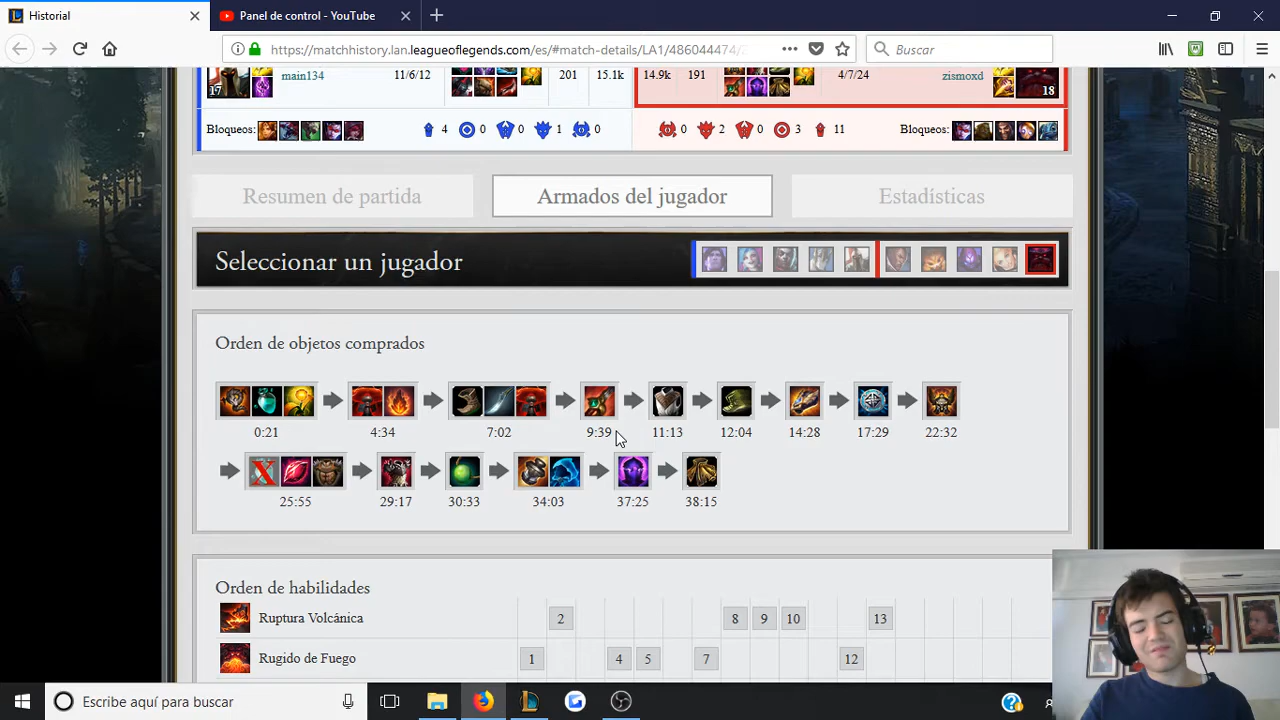 Historial
Panel de control - YouTube
https://matchhistory.lan.leagueoflegends.com/es/#match-details/LA1/486044474/
Buscar
17 main134 11/6/12 201 15.1k 14.9k 191 4/7/24 zismoxd 18
Bloqueos: 4 0 0 1 0 0 2 0 3 11 Bloqueos:
Resumen de partida Armados del jugador Estadísticas
Seleccionar un jugador
Orden de objetos comprados
0:21 4:34 7:02 9:39 11:13 12:04 14:28 17:29 22:32
X
25:55 29:17 30:33 34:03 37:25 38:15
Orden de habilidades
Ruptura Volcánica 2 8 9 10 13
Rugido de Fuego 1 4 5 7 12
Escribe aquí para buscar